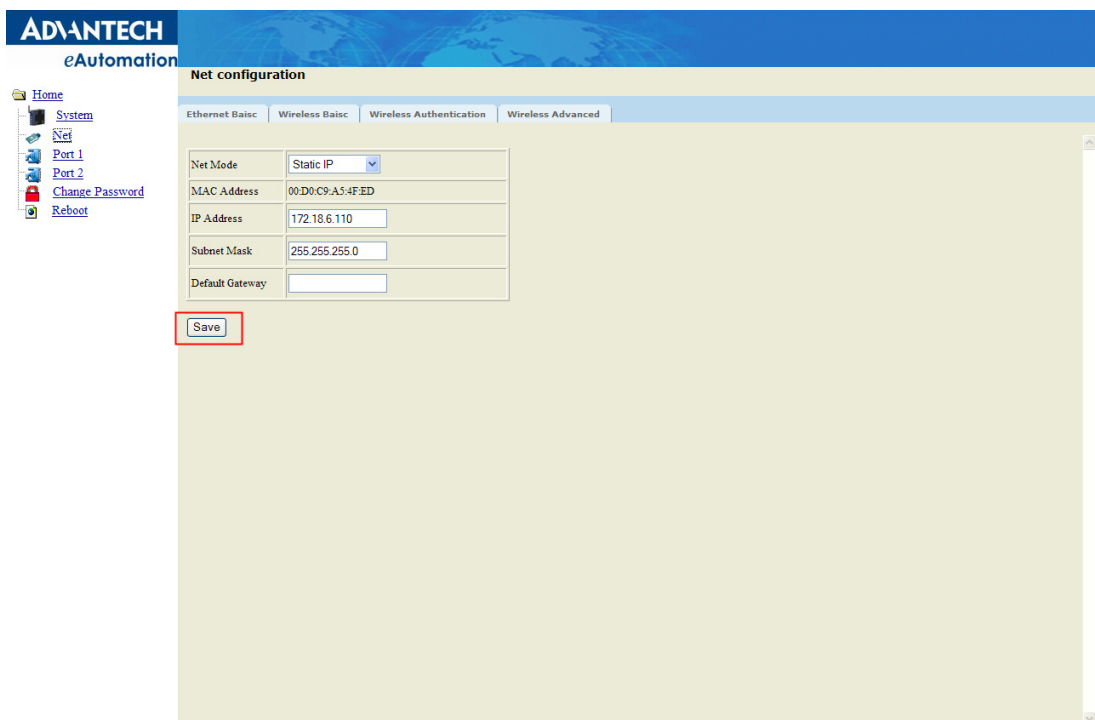 ADVANTECH
eAutomation
Net configuration
Home
System
Net
Port 1
Port 2
Change Password
Reboot
Ethernet Baisc Wireless Baisc Wireless Authentication Wireless Advanced
Net Mode Static IP
MAC Address 00:D0:C9:A5:4F:ED
IP Address 172.18.6.110
Subnet Mask 255.255.255.0
Default Gateway
Save